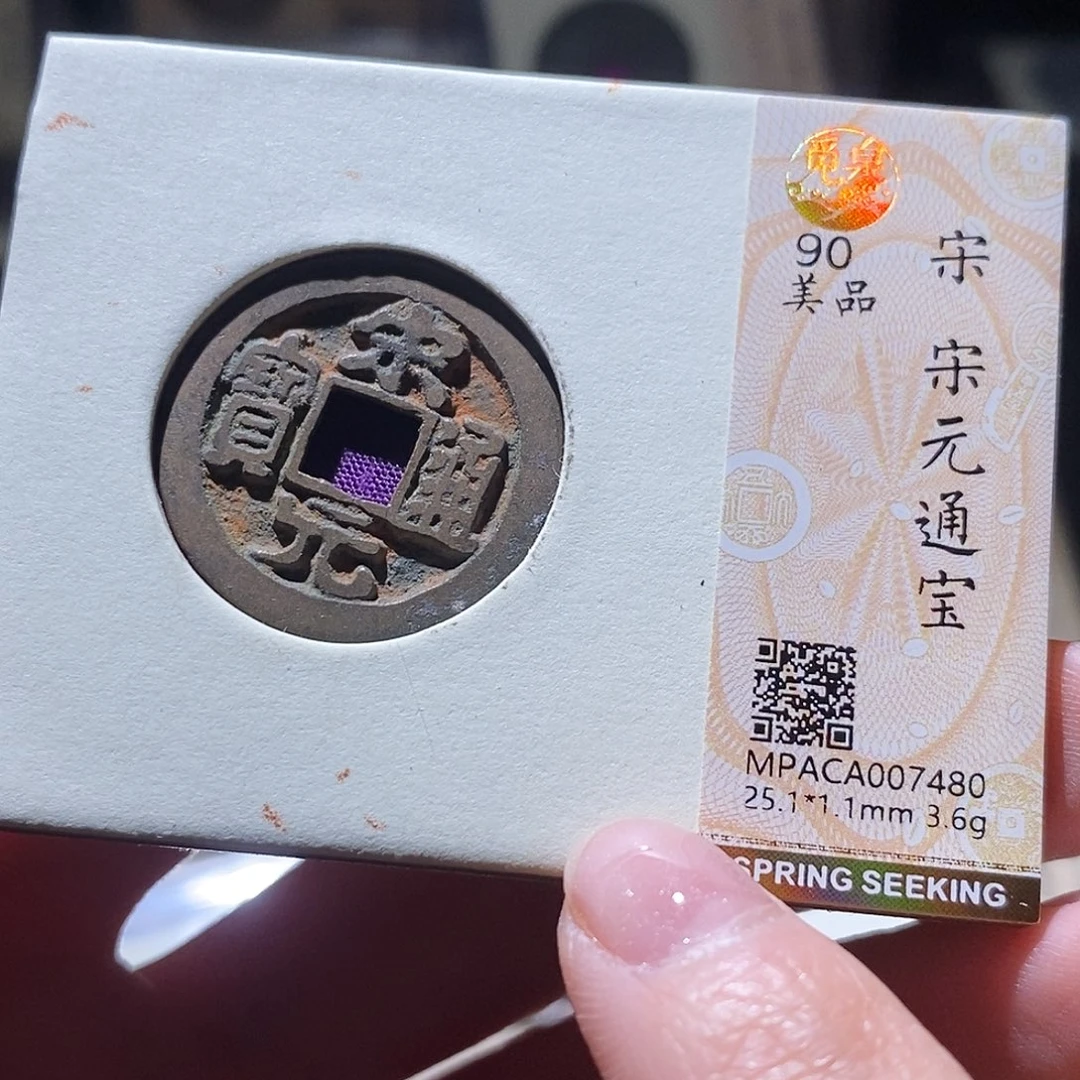 宋
元
通
寶
觅泉
90
美品
宋 宋元通宝
MPACA007480
25.1*1.1mm 3.6g
SPRING SEEKING